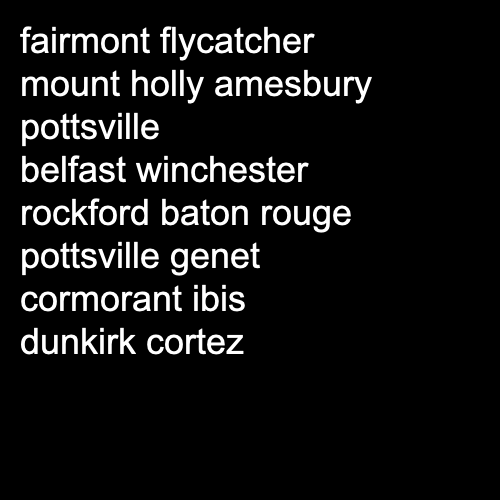 fairmont flycatcher
mount holly amesbury
pottsville
belfast winchester
rockford baton rouge
pottsville genet
cormorant ibis
dunkirk cortez